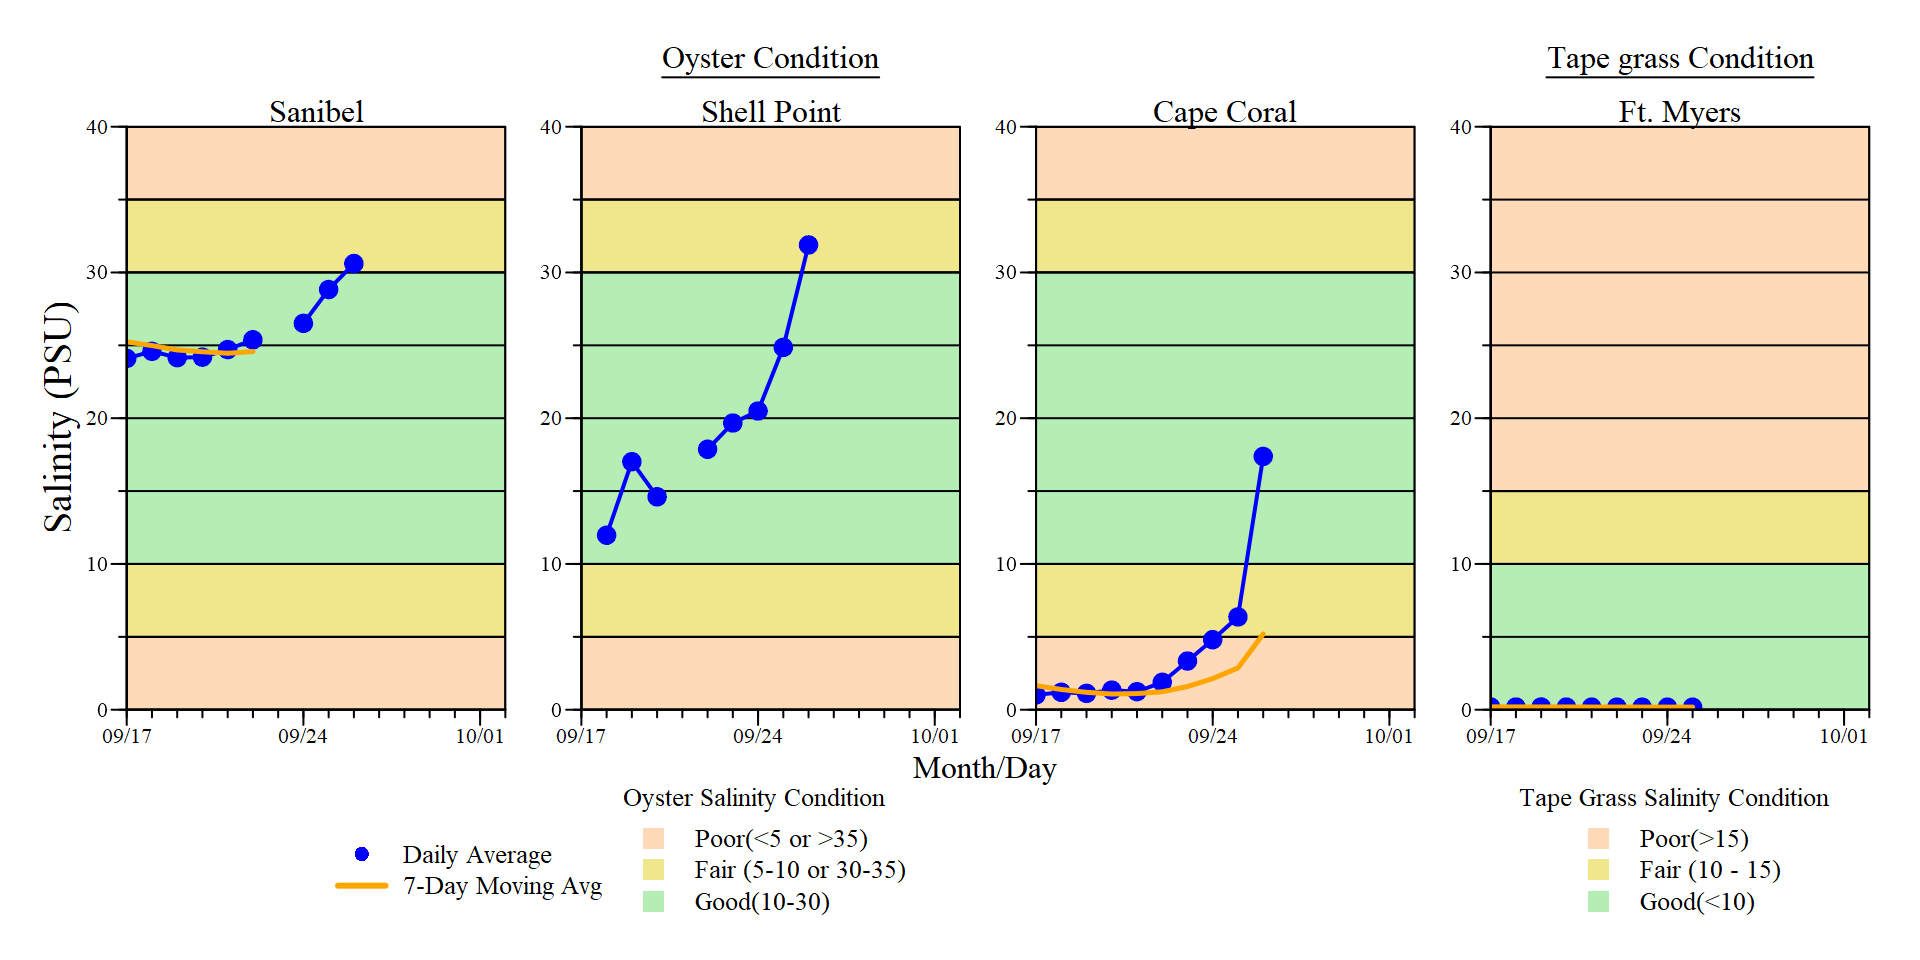 Oyster Condition
Tape grass Condition
Sanibel
Shell Point
Cape Coral
Ft. Myers
40
30
20
10
0
40
30
20
10
0
40
30
20
10
0
40
30
20
10
0
Salinity (PSU)
09/17 09/24 10/01
09/17 09/24 10/01
09/17 09/24 10/01
09/17 09/24 10/01
Month/Day
Daily Average
7-Day Moving Avg
Oyster Salinity Condition
Poor(<5 or >35)
Fair (5-10 or 30-35)
Good(10-30)
Tape Grass Salinity Condition
Poor(>15)
Fair (10 - 15)
Good(<10)